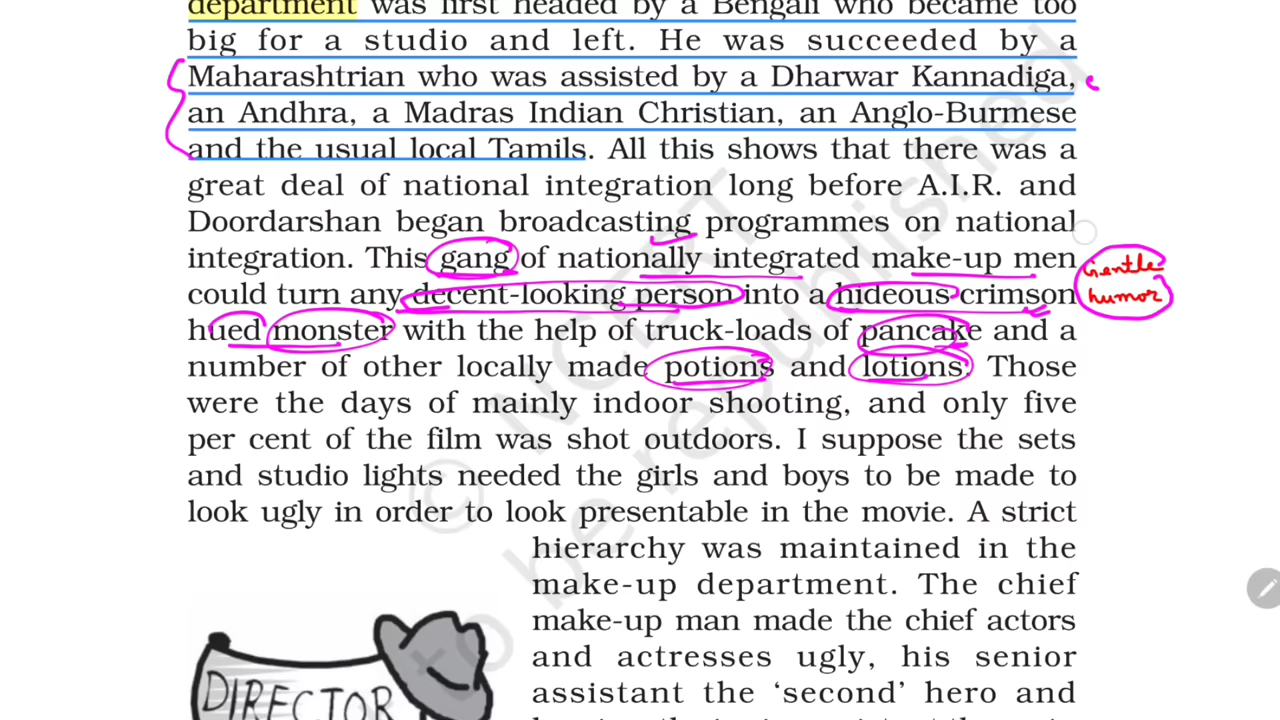 department was first headed by a Bengali who became too
big for a studio and left. He was succeeded by a
Maharashtrian who was assisted by a Dharwar Kannadiga,
an Andhra, a Madras Indian Christian, an Anglo-Burmese
and the usual local Tamils. All this shows that there was a
great deal of national integration long before A.I.R. and
Doordarshan began broadcasting programmes on national
integration. This gang of nationally integrated make-up men
could turn any decent-looking person into a hideous crimson
hued monster with the help of truck-loads of pancake and a
number of other locally made potions and lotions. Those
were the days of mainly indoor shooting, and only five
per cent of the film was shot outdoors. I suppose the sets
and studio lights needed the girls and boys to be made to
look ugly in order to look presentable in the movie. A strict
hierarchy was maintained in the
make-up department. The chief
make-up man made the chief actors
and actresses ugly, his senior
assistant the ‘second’ hero and
Gentle
humor
DIRECTOR
© NCERT
to be republished